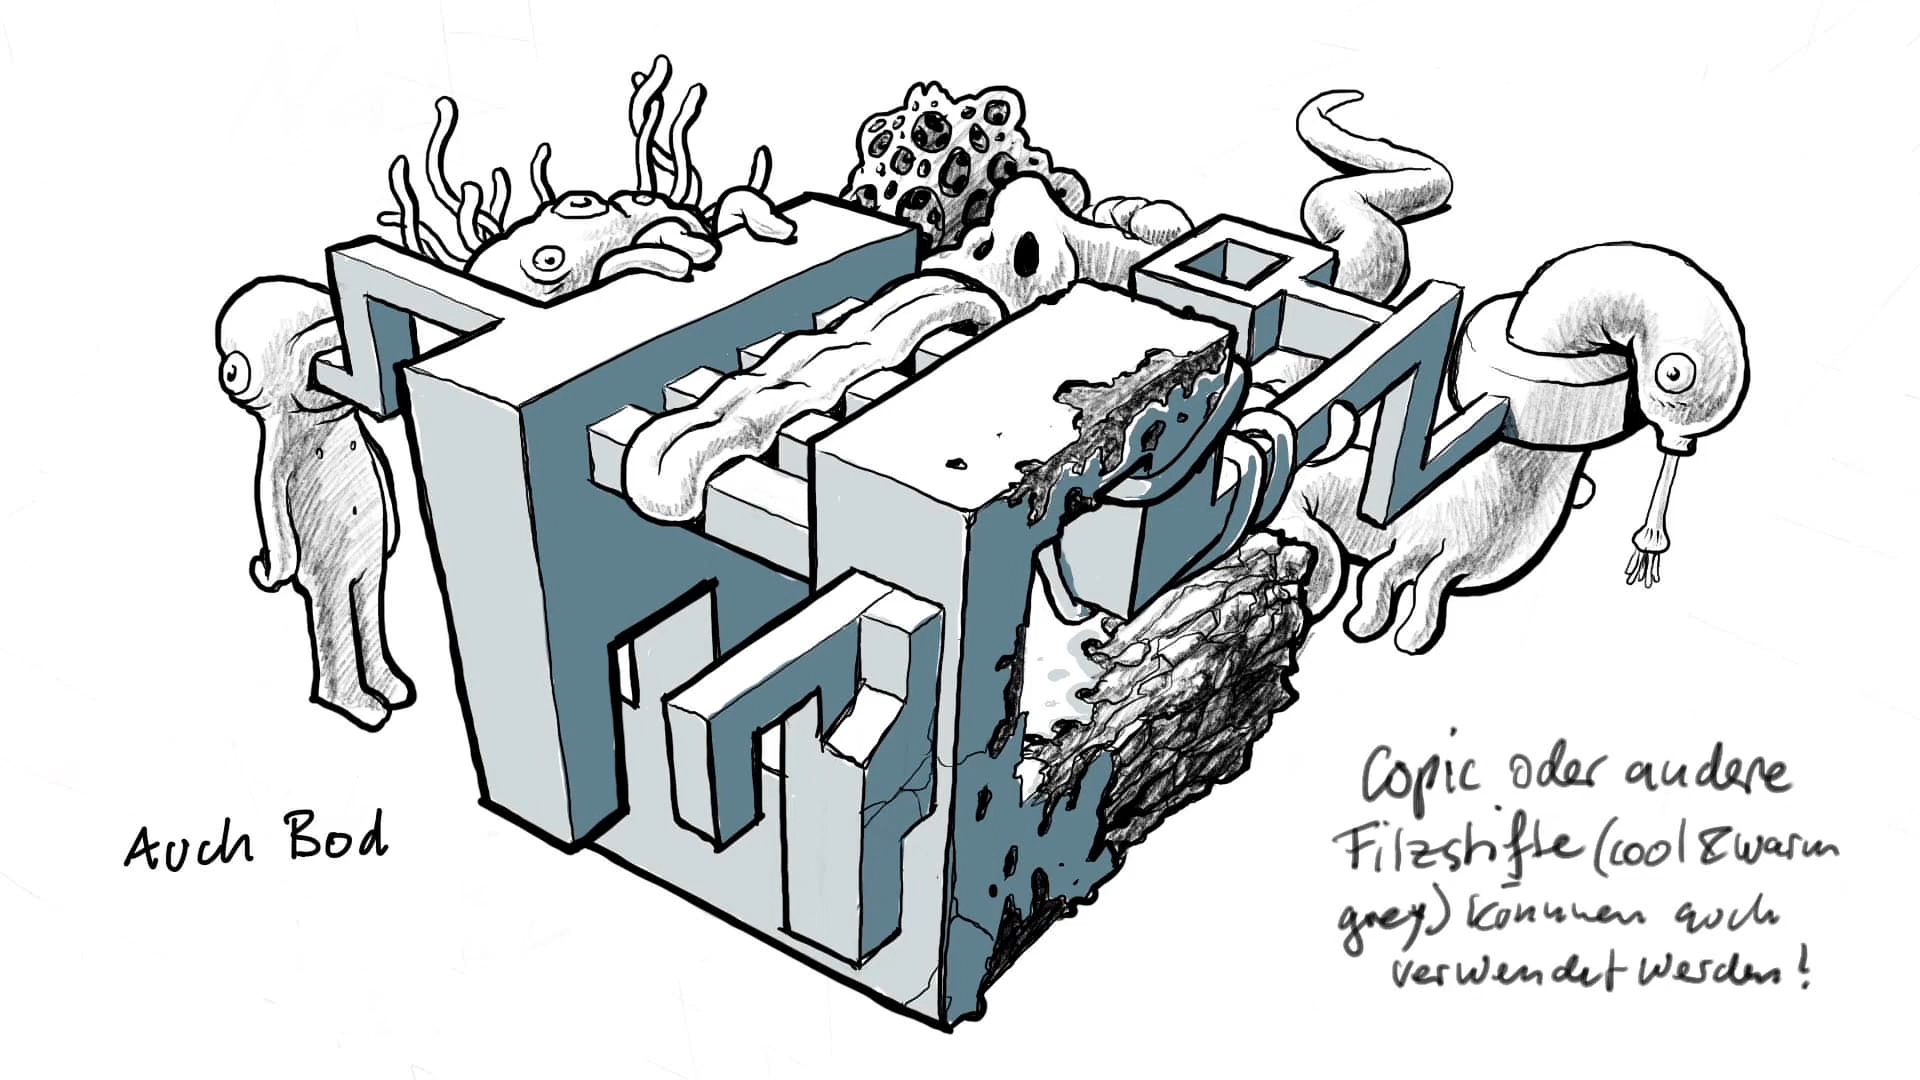 Auch Bod
Copic oder andere
Filzstifte (cool & warm
grey) können auch
verwendet werden!